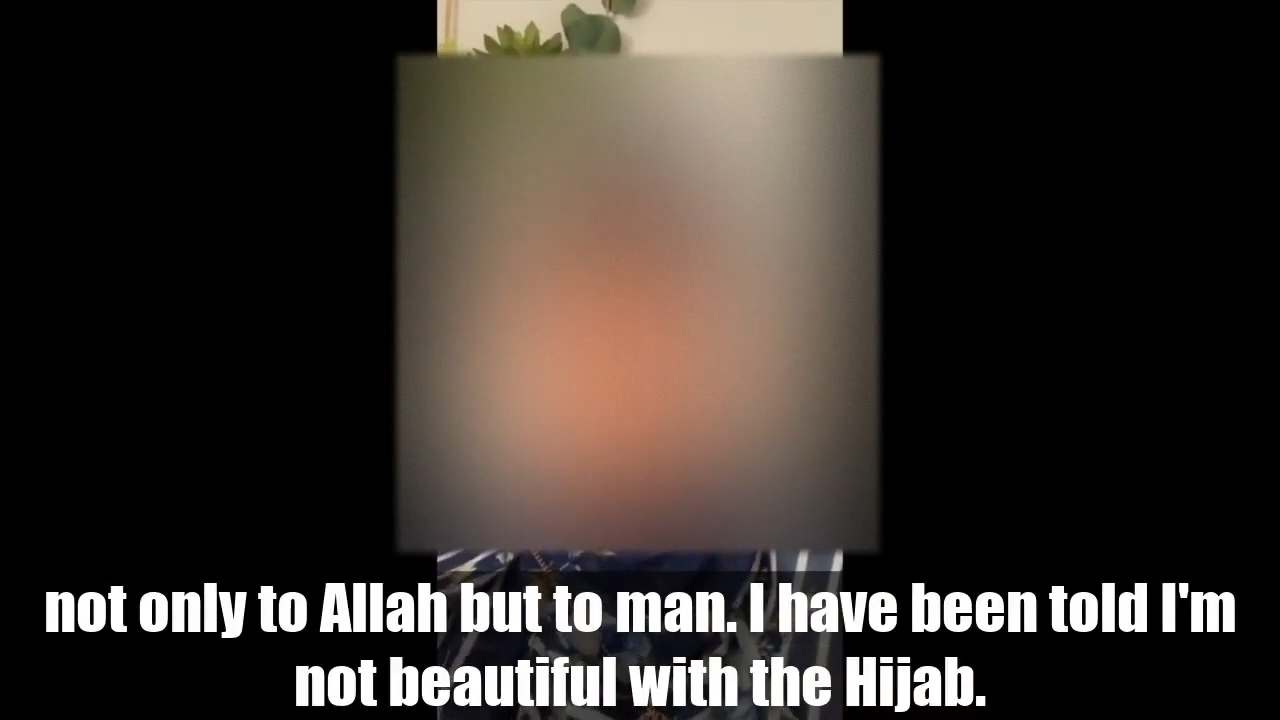 not only to Allah but to man. I have been told I'm
not beautiful with the Hijab.